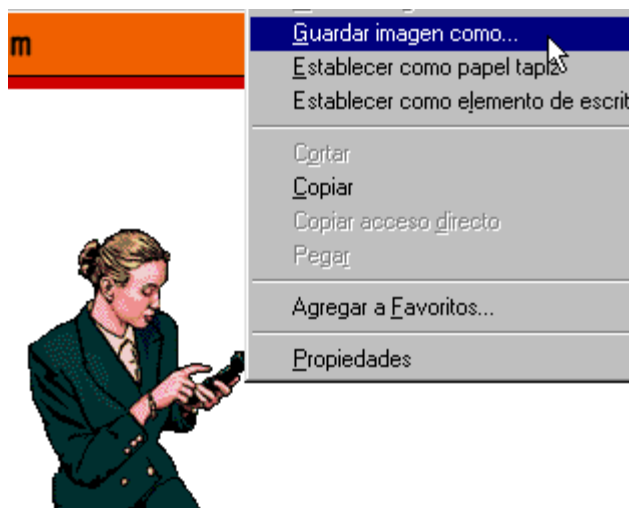 m
Guardar imagen como...
Establecer como papel tapiz
Establecer como elemento de escrit
Cortar
Copiar
Copiar acceso directo
Pegar
Agregar a Favoritos...
Propiedades